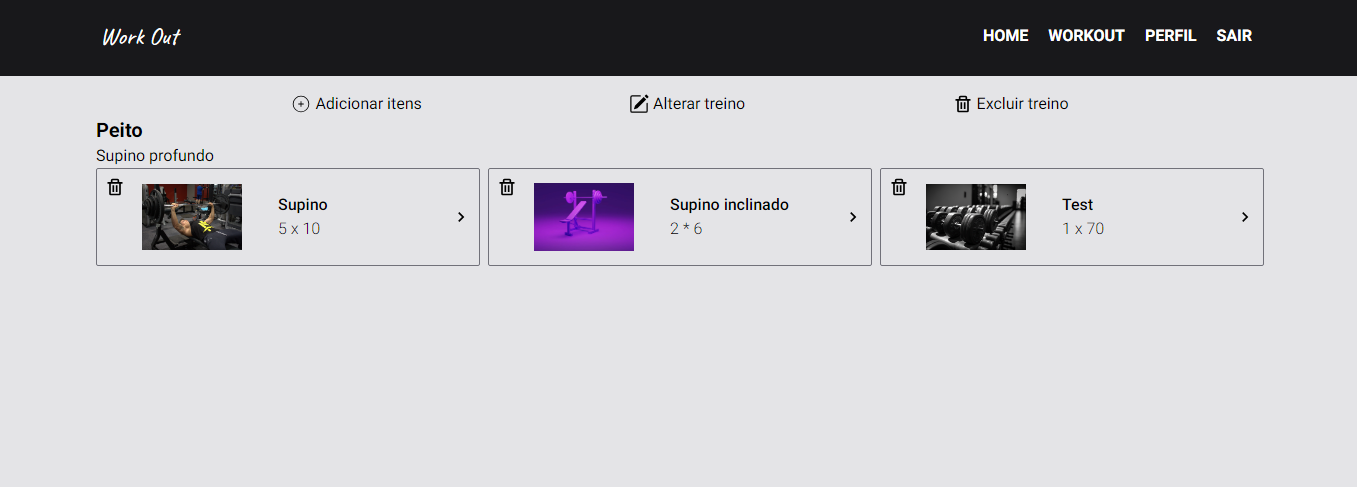 Work Out
HOME WORKOUT PERFIL SAIR
Adicionar itens
Alterar treino
Excluir treino
Peito
Supino profundo
Supino
5 x 10
Supino inclinado
2 * 6
Test
1 x 70